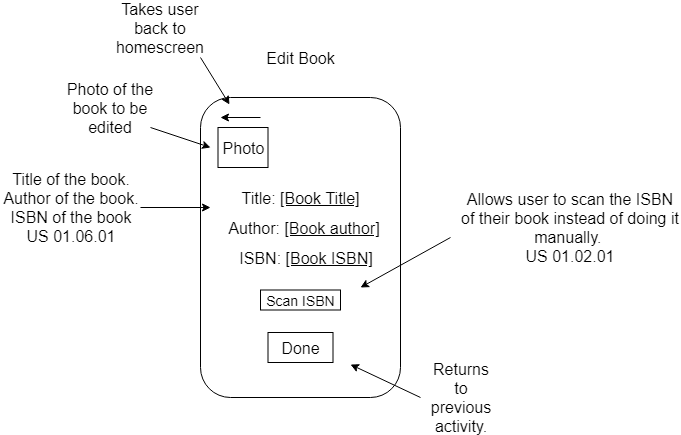 Takes user
back to
homescreen
Edit Book
Photo of the
book to be
edited
Photo
Title of the book.
Author of the book.
ISBN of the book
US 01.06.01
Title: [Book Title]
Author: [Book author]
ISBN: [Book ISBN]
Allows user to scan the ISBN
of their book instead of doing it
manually.
US 01.02.01
Scan ISBN
Done
Returns
to
previous
activity.